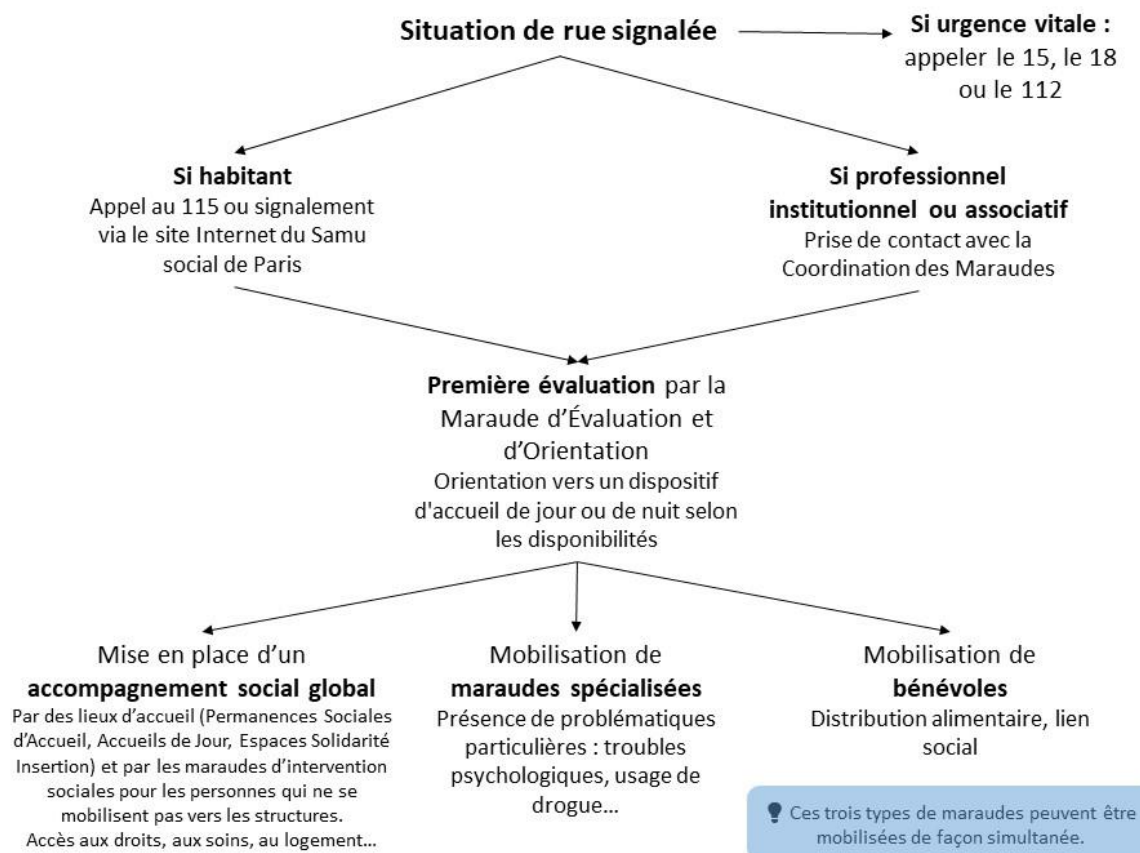 Situation de rue signalée
Si urgence vitale :
appeler le 15, le 18
ou le 112
Si habitant
Appel au 115 ou signalement
via le site Internet du Samu
social de Paris
Si professionnel
institutionnel ou associatif
Prise de contact avec la
Coordination des Maraudes
Première évaluation par la
Maraude d’Évaluation et
d’Orientation
Orientation vers un dispositif
d'accueil de jour ou de nuit selon
les disponibilités
Mise en place d’un
accompagnement social global
Par des lieux d’accueil (Permanences Sociales
d’Accueil, Accueils de Jour, Espaces Solidarité
Insertion) et par les maraudes d’intervention
sociales pour les personnes qui ne se
mobilisent pas vers les structures.
Accès aux droits, aux soins, au logement…
Mobilisation de
maraudes spécialisées
Présence de problématiques
particulières : troubles
psychologiques, usage de
drogue…
Mobilisation de
bénévoles
Distribution alimentaire, lien
social
Ces trois types de maraudes peuvent être
mobilisées de façon simultanée.